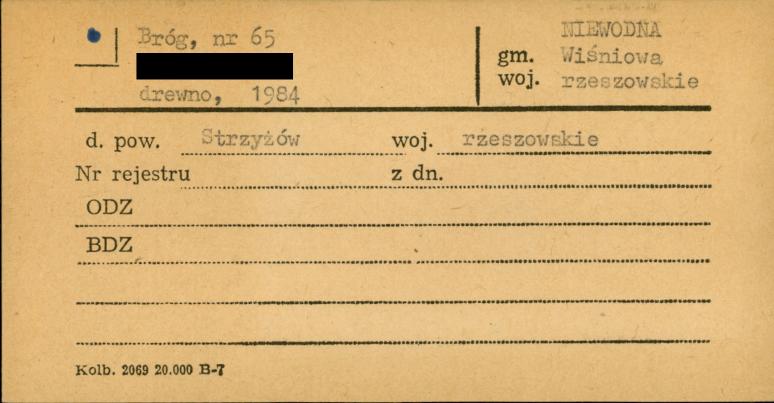 Bróg, nr 65
drewno, 1984
NIEWODNA
gm. Wiśniowa
woj. rzeszowskie
d. pow. Strzyżów woj. rzeszowskie
Nr rejestru z dn.
ODZ
BDZ
Kolb. 2069 20.000 B-7